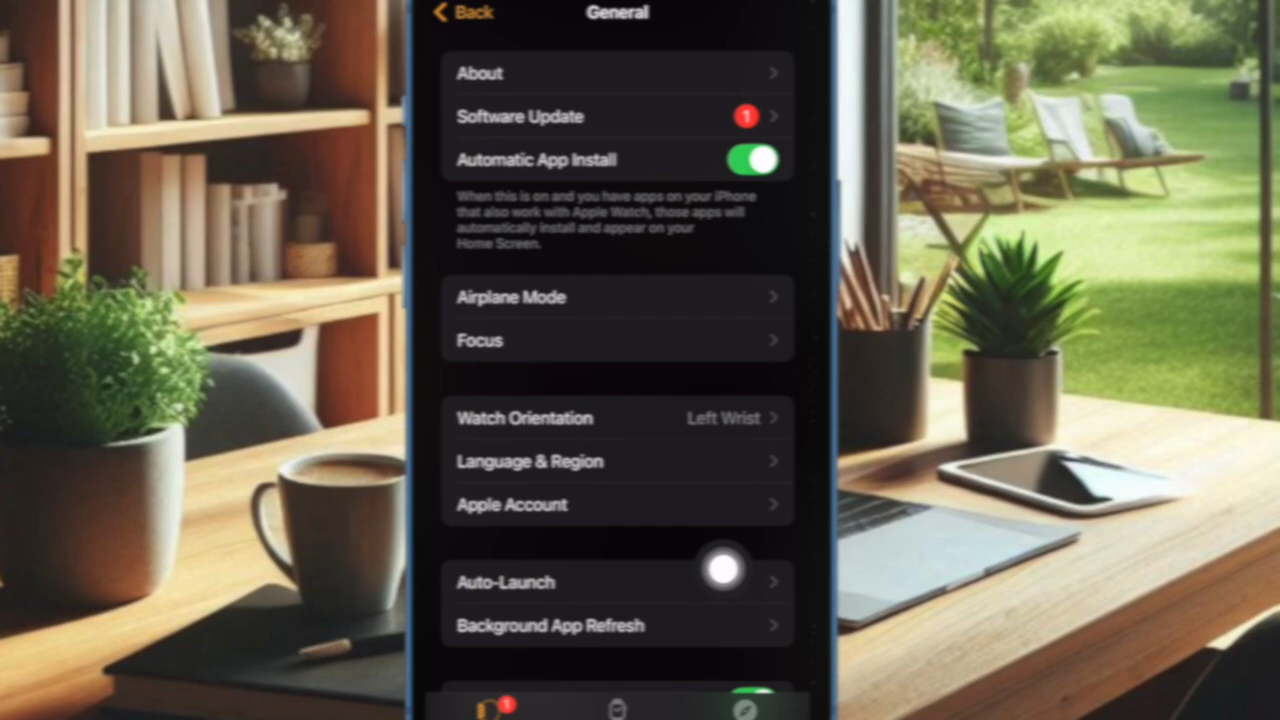 Back
General
About
Software Update 1
Automatic App Install
When this is on and you have apps on your iPhone
that also work with Apple Watch, those apps will
automatically install and appear on your
Home Screen.
Airplane Mode
Focus
Watch Orientation Left Wrist
Language & Region
Apple Account
Auto-Launch
Background App Refresh
1